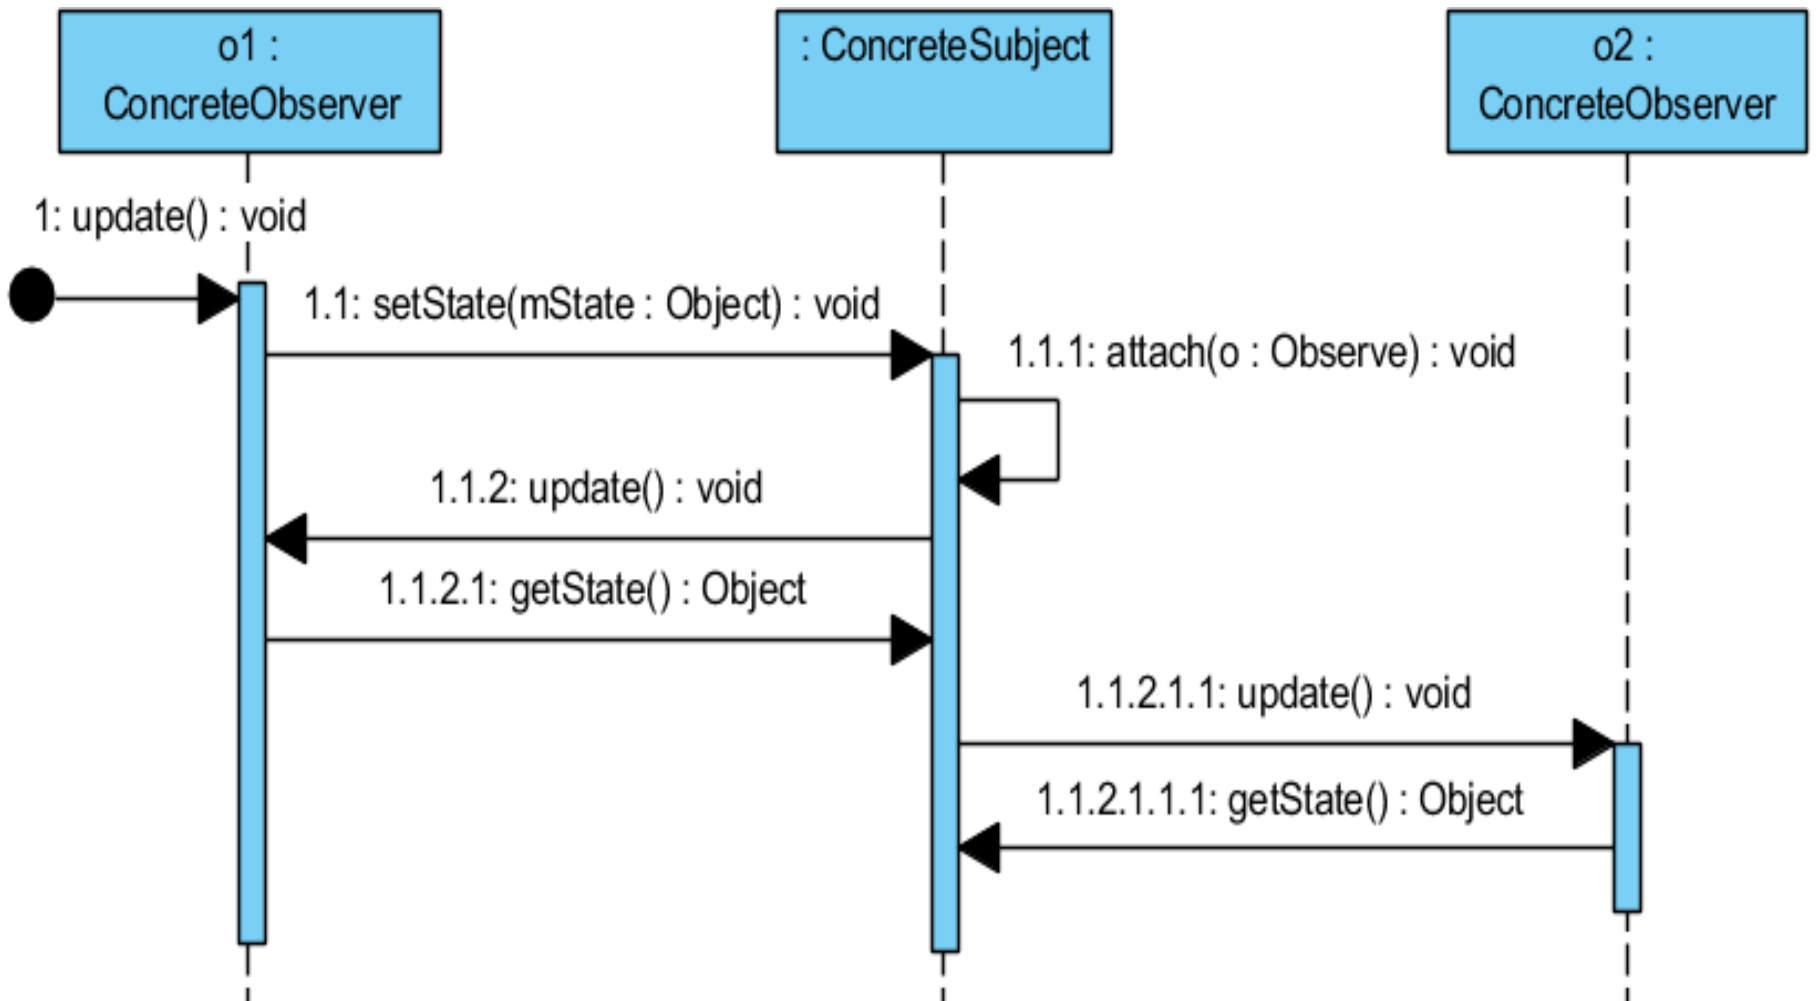 o1 :
ConcreteObserver
: ConcreteSubject
o2 :
ConcreteObserver
1: update() : void
1.1: setState(mState : Object) : void
1.1.1: attach(o : Observe) : void
1.1.2: update() : void
1.1.2.1: getState() : Object
1.1.2.1.1: update() : void
1.1.2.1.1.1: getState() : Object